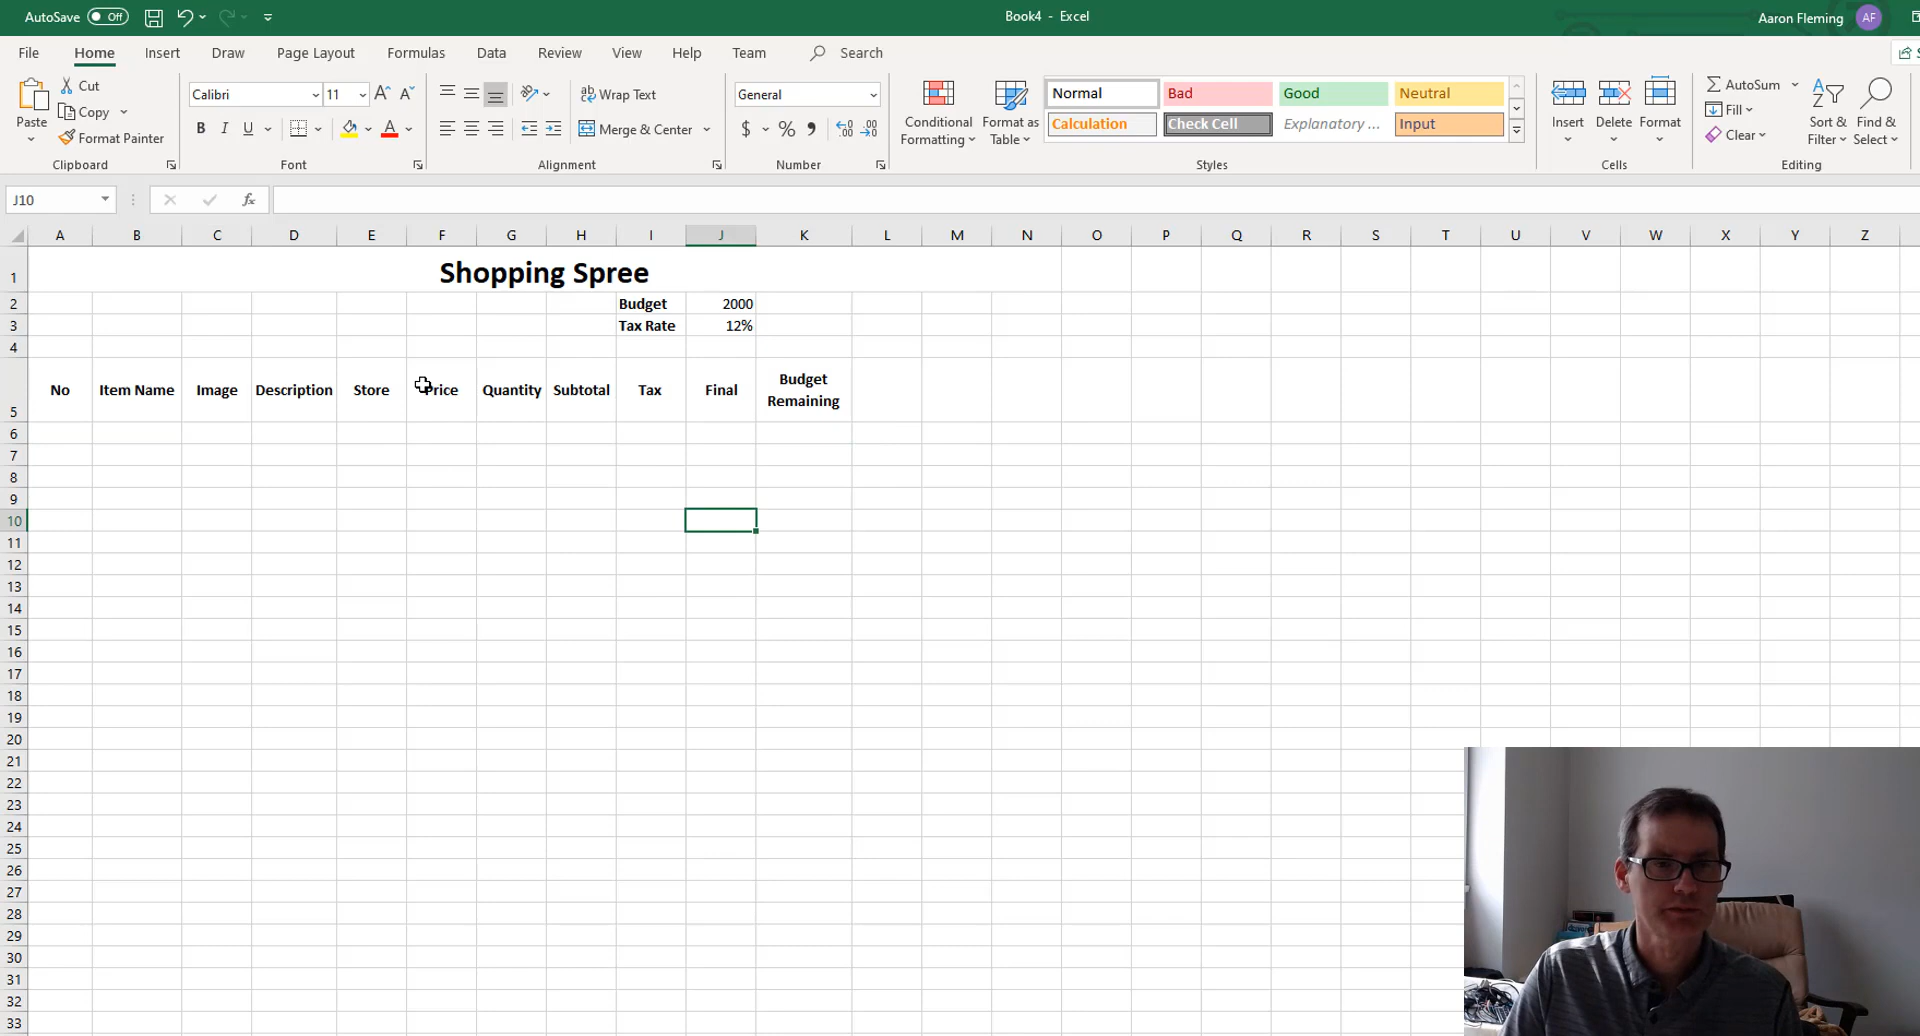 AutoSave Off Book4 - Excel Aaron Fleming AF
File Home Insert Draw Page Layout Formulas Data Review View Help Team Search
Cut Calibri 11 Wrap Text General Normal Bad Good Neutral AutoSum
Copy Fill
Paste Format Painter B I U Merge & Center $ % Conditional Formatting Format as Table Calculation Check Cell Explanatory ... Input Insert Delete Format Clear Sort & Filter Find & Select
Clipboard Font Alignment Number Styles Cells Editing
J10 fx
A B C D E F G H I J K L M N O P Q R S T U V W X Y Z
1 Shopping Spree
2 Budget 2000
3 Tax Rate 12%
4
5 No Item Name Image Description Store Price Quantity Subtotal Tax Final Budget Remaining
6
7
8
9
10
11
12
13
14
15
16
17
18
19
20
21
22
23
24
25
26
27
28
29
30
31
32
33